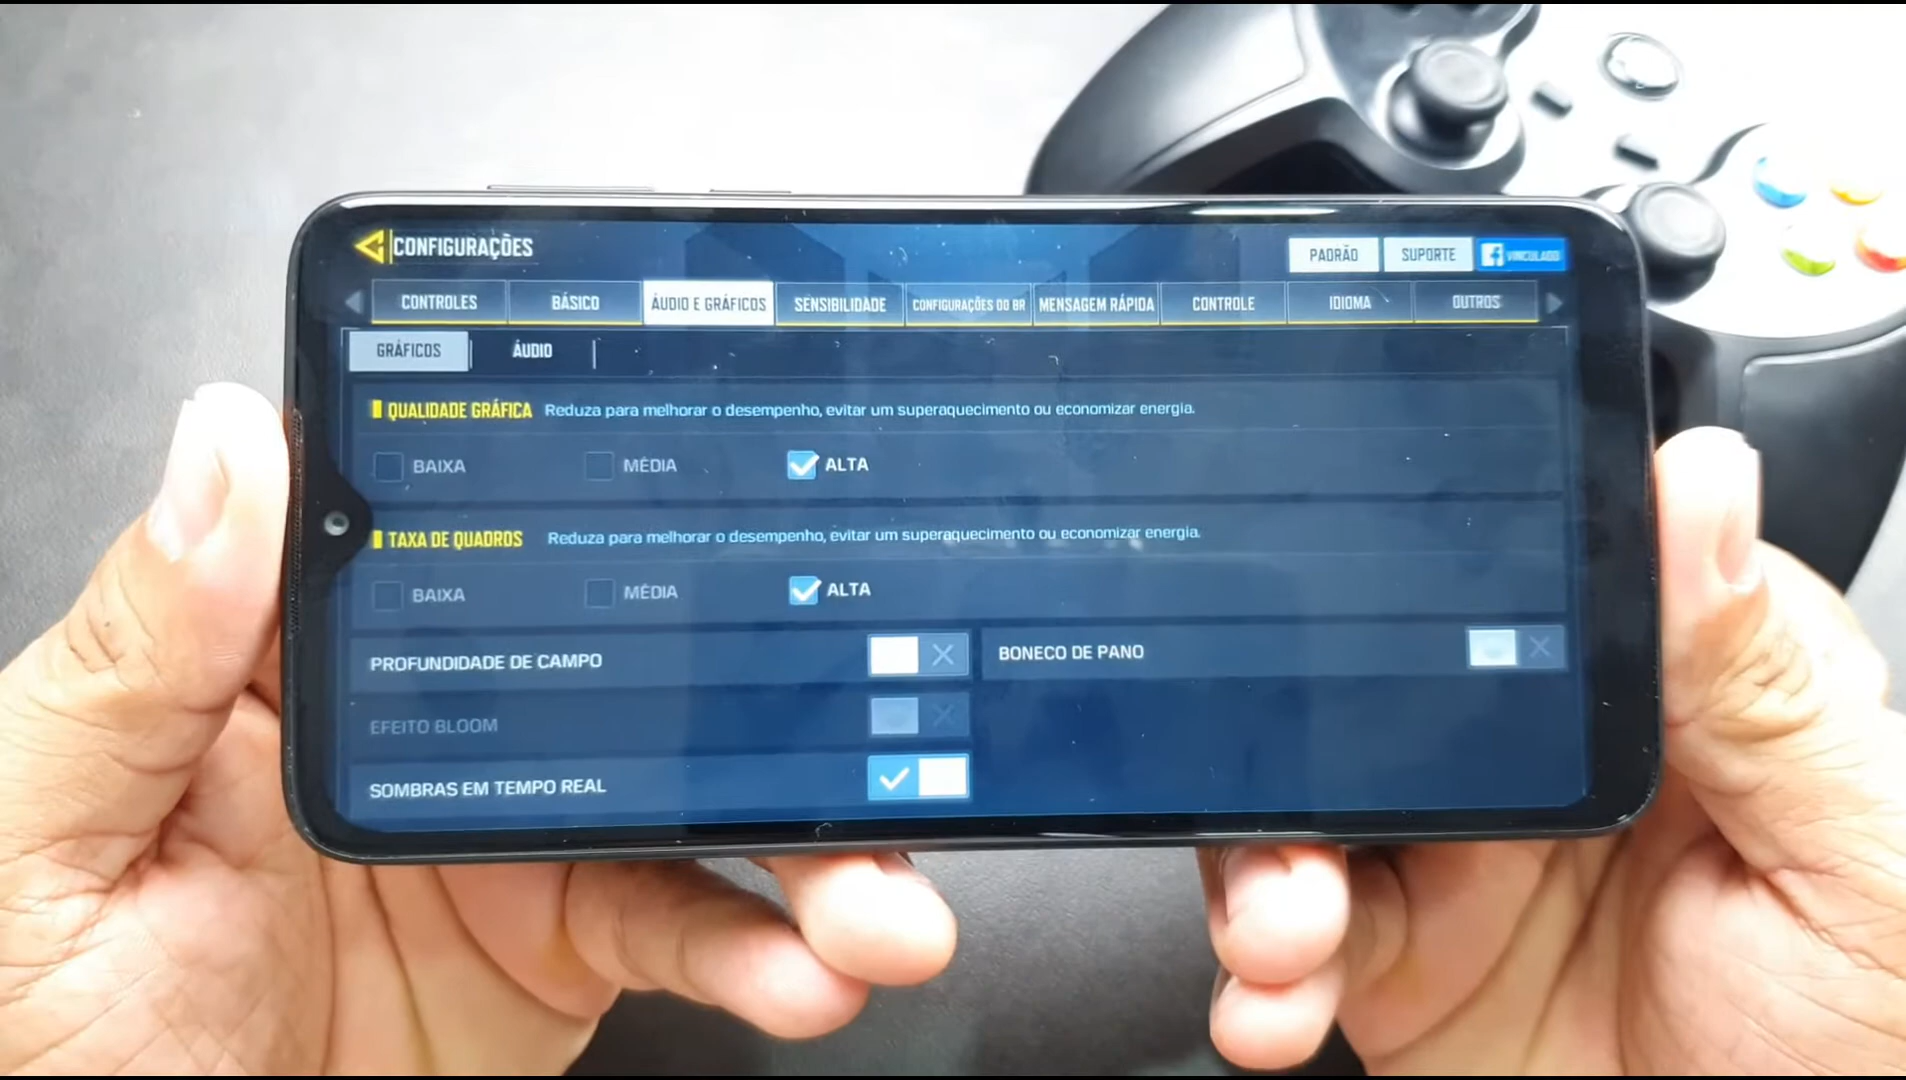 CONFIGURAÇÕES
PADRÃO SUPORTE VINCULADO
CONTROLES BÁSICO ÁUDIO E GRÁFICOS SENSIBILIDADE CONFIGURAÇÕES DO BR MENSAGEM RÁPIDA CONTROLE IDIOMA OUTROS
GRÁFICOS ÁUDIO
QUALIDADE GRÁFICA Reduza para melhorar o desempenho, evitar um superaquecimento ou economizar energia.
BAIXA MÉDIA ALTA
TAXA DE QUADROS Reduza para melhorar o desempenho, evitar um superaquecimento ou economizar energia.
BAIXA MÉDIA ALTA
PROFUNDIDADE DE CAMPO BONECO DE PANO
EFEITO BLOOM
SOMBRAS EM TEMPO REAL